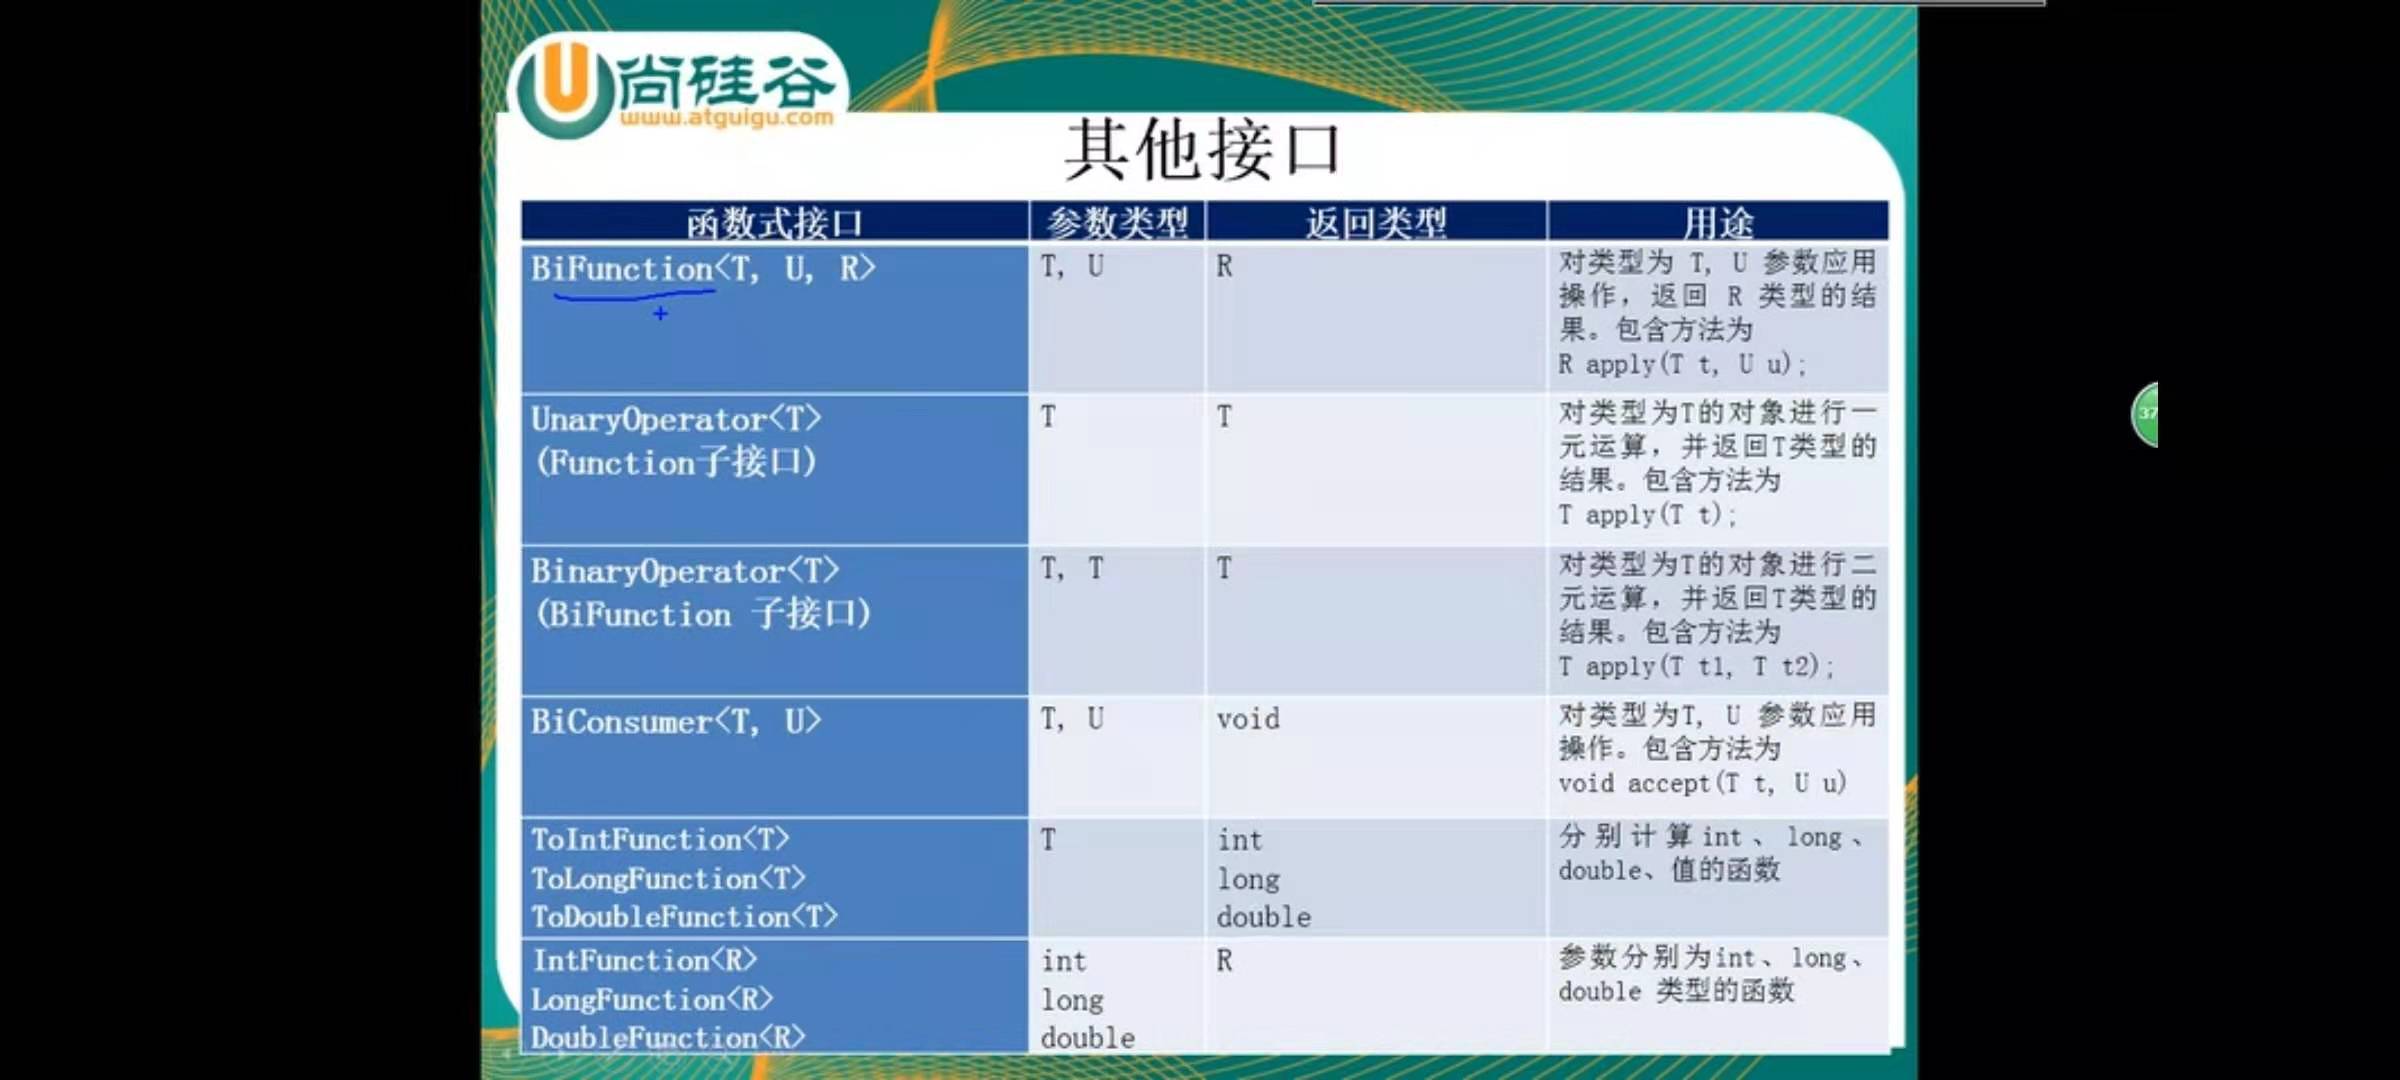 尚硅谷
www.atguigu.com
其他接口
函数式接口 参数类型 返回类型 用途
BiFunction<T, U, R>
T, U
R
对类型为 T, U 参数应用
操作，返回 R 类型的结
果。包含方法为
R apply(T t, U u);
UnaryOperator<T>
(Function子接口)
T
T
对类型为T的对象进行一
元运算，并返回T类型的
结果。包含方法为
T apply(T t);
BinaryOperator<T>
(BiFunction 子接口)
T, T
T
对类型为T的对象进行二
元运算，并返回T类型的
结果。包含方法为
T apply(T t1, T t2);
BiConsumer<T, U>
T, U
void
对类型为T, U 参数应用
操作。包含方法为
void accept(T t, U u)
ToIntFunction<T>
ToLongFunction<T>
ToDoubleFunction<T>
T
int
long
double
分别计算int、long、
double、值的函数
IntFunction<R>
LongFunction<R>
DoubleFunction<R>
int
long
double
R
参数分别为int、long、
double 类型的函数
37